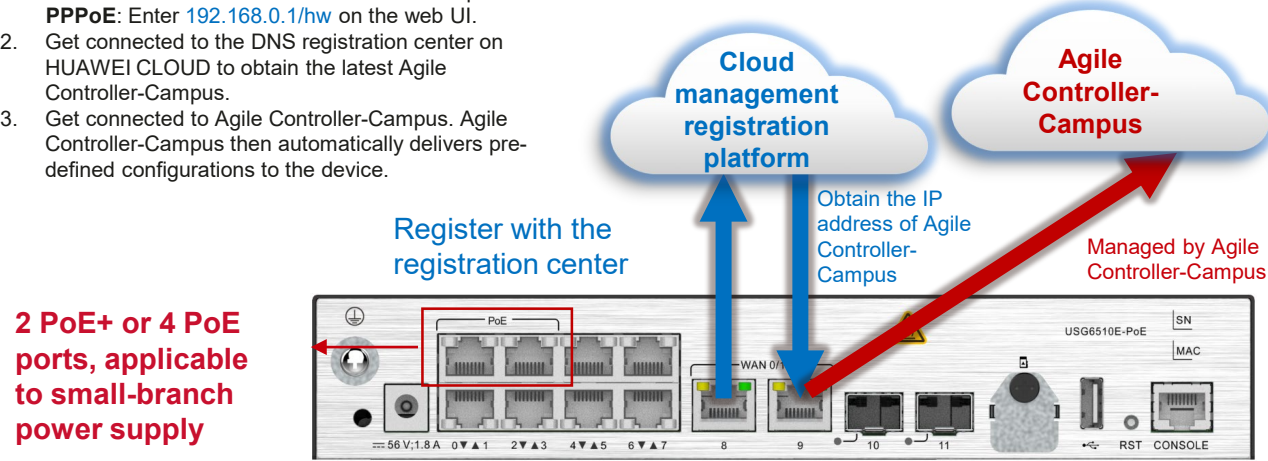 PPPoE: Enter 192.168.0.1/hw on the web UI.
2. Get connected to the DNS registration center on
HUAWEI CLOUD to obtain the latest Agile
Controller-Campus.
3. Get connected to Agile Controller-Campus. Agile
Controller-Campus then automatically delivers pre-
defined configurations to the device.
Cloud
management
registration
platform
Agile
Controller-
Campus
Register with the
registration center
Obtain the IP
address of Agile
Controller-
Campus
Managed by Agile
Controller-Campus
2 PoE+ or 4 PoE
ports, applicable
to small-branch
power supply
PoE
WAN 0/1
USG6510E-PoE
SN
MAC
56 V;1.8 A
0▼▲1
2▼▲3
4▼▲5
6▼▲7
8
9
10
11
RST
CONSOLE